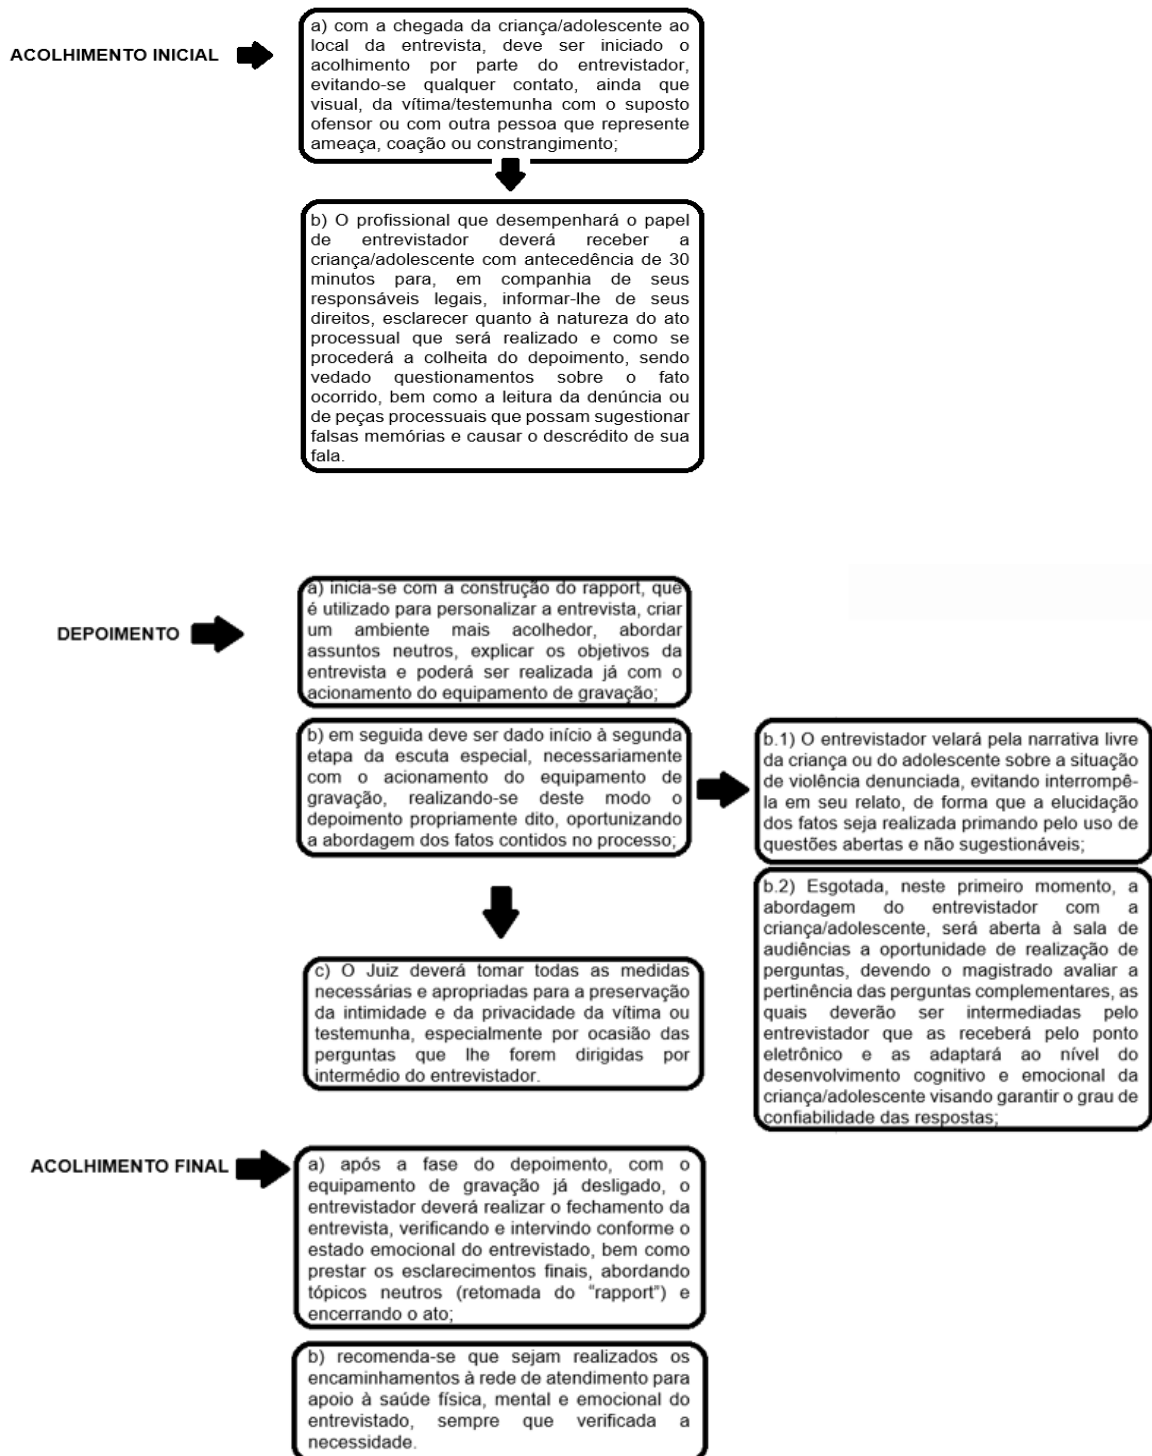 ACOLHIMENTO INICIAL
a) com a chegada da criança/adolescente ao
local da entrevista, deve ser iniciado o
acolhimento por parte do entrevistador,
evitando-se qualquer contato, ainda que
visual, da vítima/testemunha com o suposto
ofensor ou com outra pessoa que represente
ameaça, coação ou constrangimento;
b) O profissional que desempenhará o papel
de entrevistador deverá receber a
criança/adolescente com antecedência de 30
minutos para, em companhia de seus
responsáveis legais, informar-lhe de seus
direitos, esclarecer quanto à natureza do ato
processual que será realizado e como se
procederá a colheita do depoimento, sendo
vedado questionamentos sobre o fato
ocorrido, bem como a leitura da denúncia ou
de peças processuais que possam sugestionar
falsas memórias e causar o descrédito de sua
fala.
DEPOIMENTO
a) inicia-se com a construção do rapport, que
é utilizado para personalizar a entrevista, criar
um ambiente mais acolhedor, abordar
assuntos neutros, explicar os objetivos da
entrevista e poderá ser realizada já com o
acionamento do equipamento de gravação;
b) em seguida deve ser dado início à segunda
etapa da escuta especial, necessariamente
com o acionamento do equipamento de
gravação, realizando-se deste modo o
depoimento propriamente dito, oportunizando
a abordagem dos fatos contidos no processo;
b.1) O entrevistador velará pela narrativa livre
da criança ou do adolescente sobre a situação
de violência denunciada, evitando interrompê-
la em seu relato, de forma que a elucidação
dos fatos seja realizada primando pelo uso de
questões abertas e não sugestionáveis;
b.2) Esgotada, neste primeiro momento, a
abordagem do entrevistador com a
criança/adolescente, será aberta à sala de
audiências a oportunidade de realização de
perguntas, devendo o magistrado avaliar a
pertinência das perguntas complementares, as
quais deverão ser intermediadas pelo
entrevistador que as receberá pelo ponto
eletrônico e as adaptará ao nível do
desenvolvimento cognitivo e emocional da
criança/adolescente visando garantir o grau de
confiabilidade das respostas;
c) O Juiz deverá tomar todas as medidas
necessárias e apropriadas para a preservação
da intimidade e da privacidade da vítima ou
testemunha, especialmente por ocasião das
perguntas que lhe forem dirigidas por
intermédio do entrevistador.
ACOLHIMENTO FINAL
a) após a fase do depoimento, com o
equipamento de gravação já desligado, o
entrevistador deverá realizar o fechamento da
entrevista, verificando e intervindo conforme o
estado emocional do entrevistado, bem como
prestar os esclarecimentos finais, abordando
tópicos neutros (retomada do “rapport”) e
encerrando o ato;
b) recomenda-se que sejam realizados os
encaminhamentos à rede de atendimento para
apoio à saúde física, mental e emocional do
entrevistado, sempre que verificada a
necessidade.